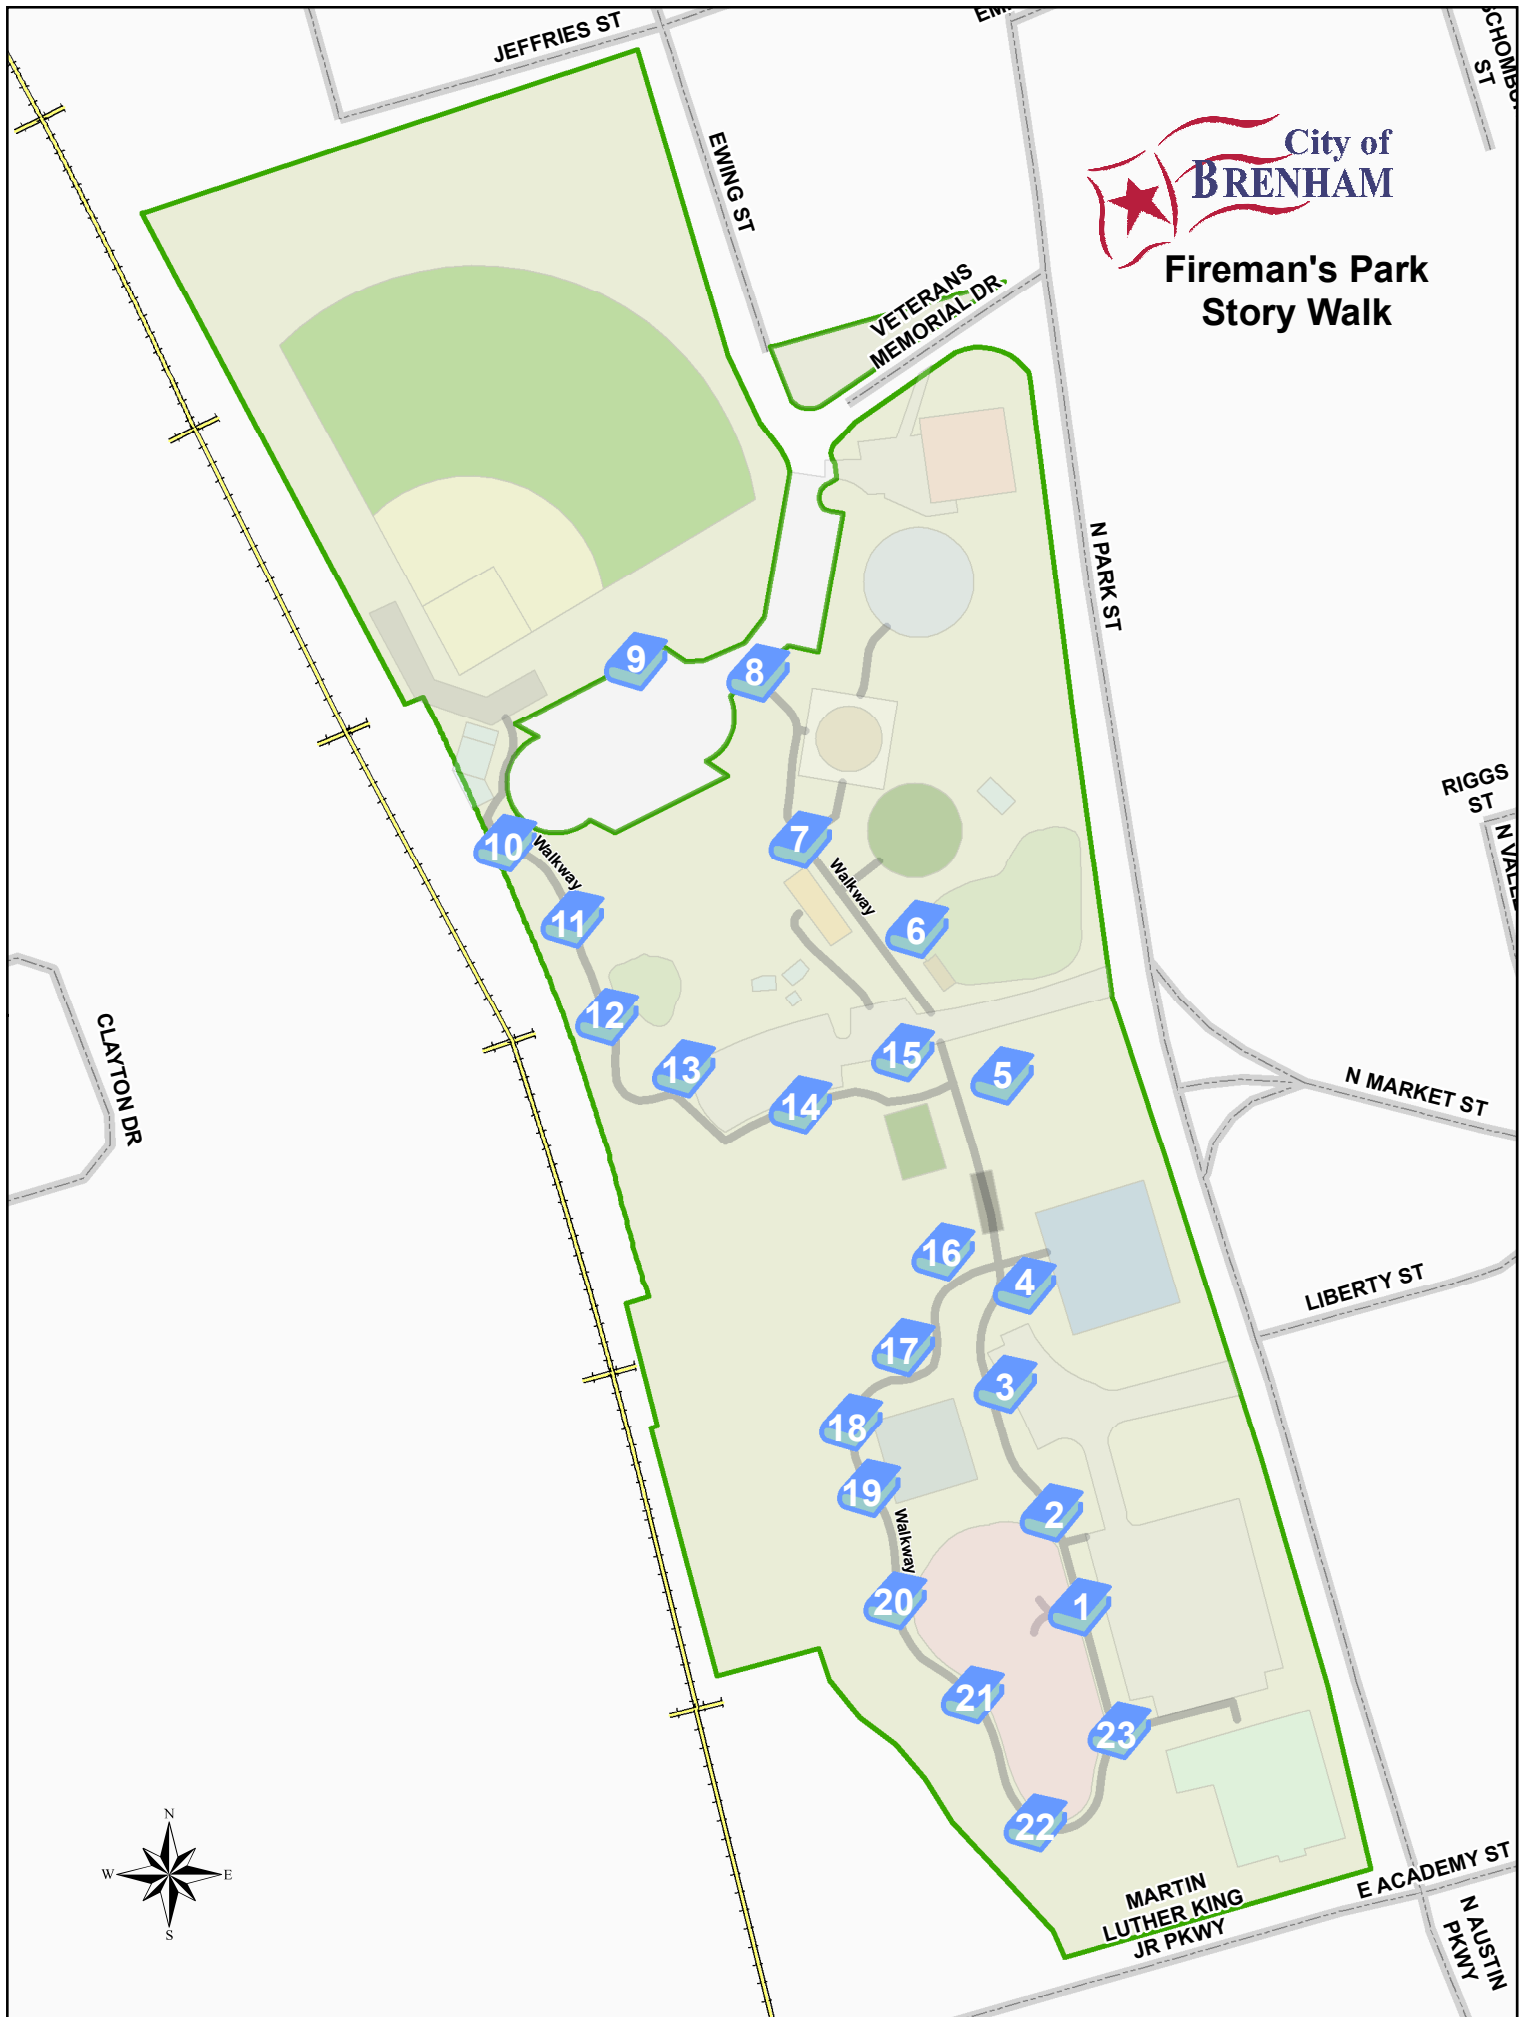 JEFFRIES ST
EWING ST
City of
BRENHAM
Fireman's Park
Story Walk
VETERANS
MEMORIAL DR
N PARK ST
RIGGS
ST
9
8
10
Walkway
7
Walkway
11
6
12
13
15
5
14
CLAYTON DR
N MARKET ST
16
4
LIBERTY ST
17
3
18
19
2
Walkway
20
1
21
23
22
N
W
E
S
MARTIN
LUTHER KING
JR PKWY
E ACADEMY ST
N AUSTIN
PKWY
ST